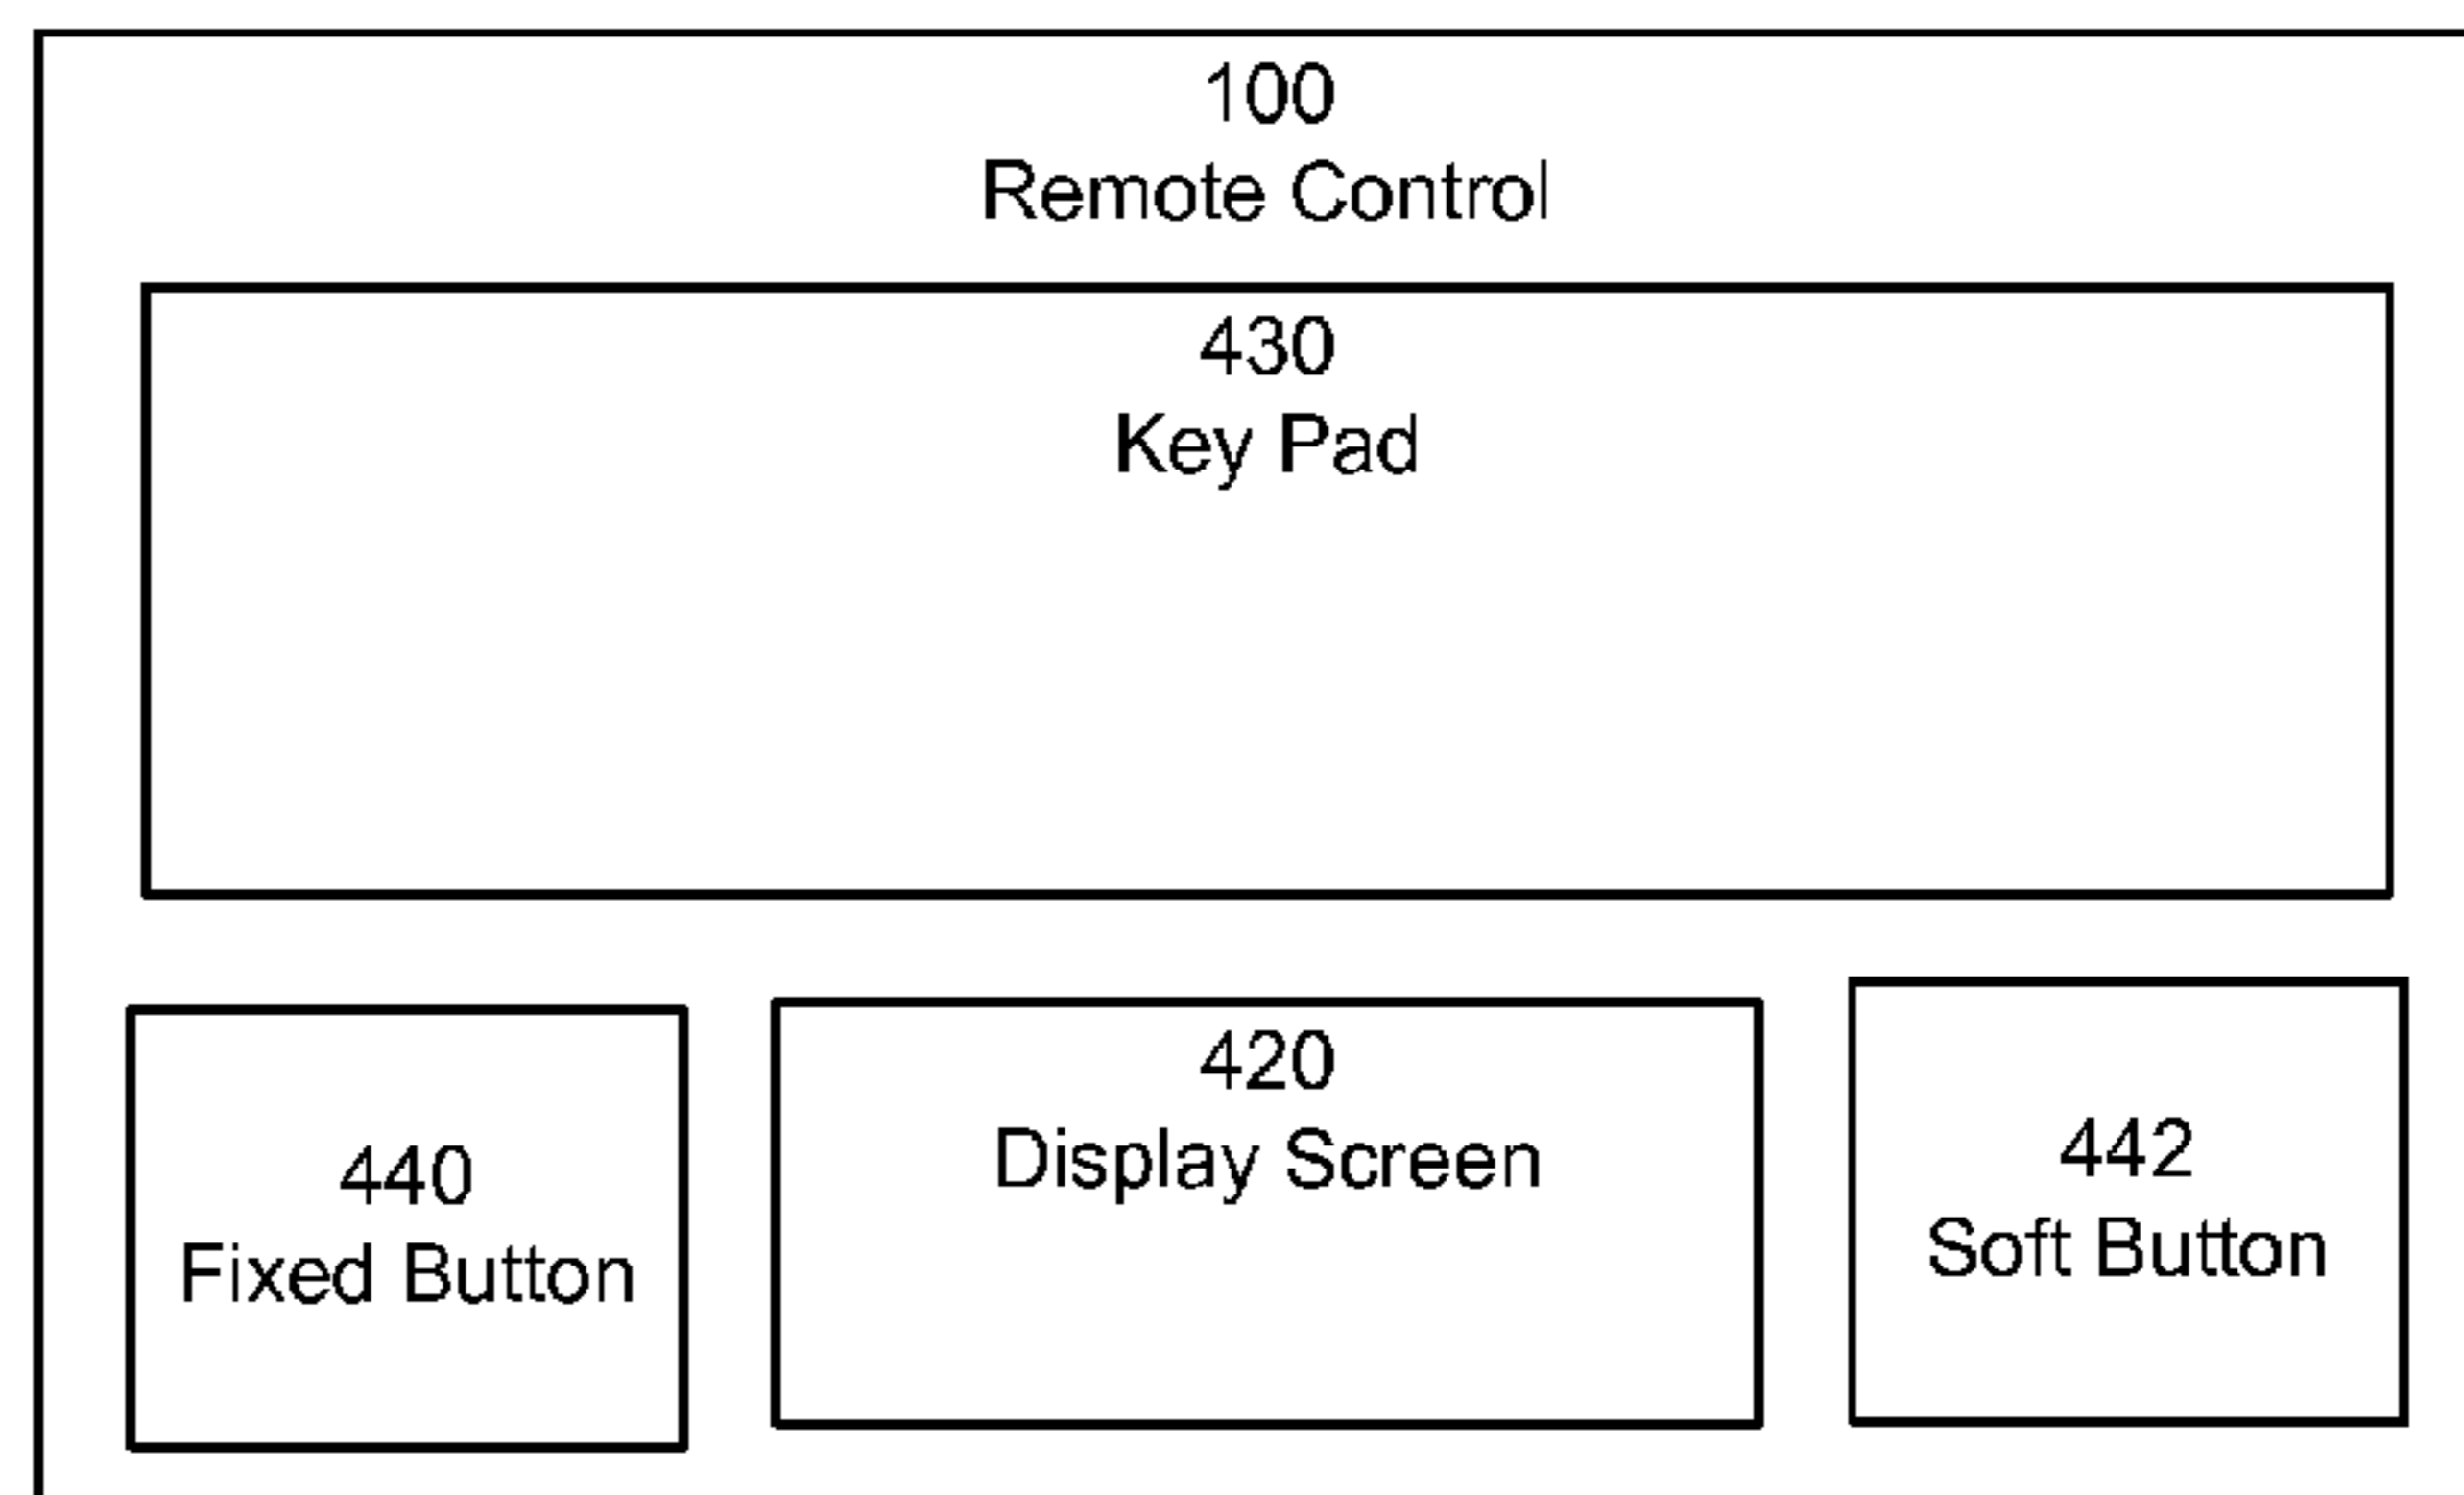 100
Remote Control
430
Key Pad
440
Fixed Button
420
Display Screen
442
Soft Button